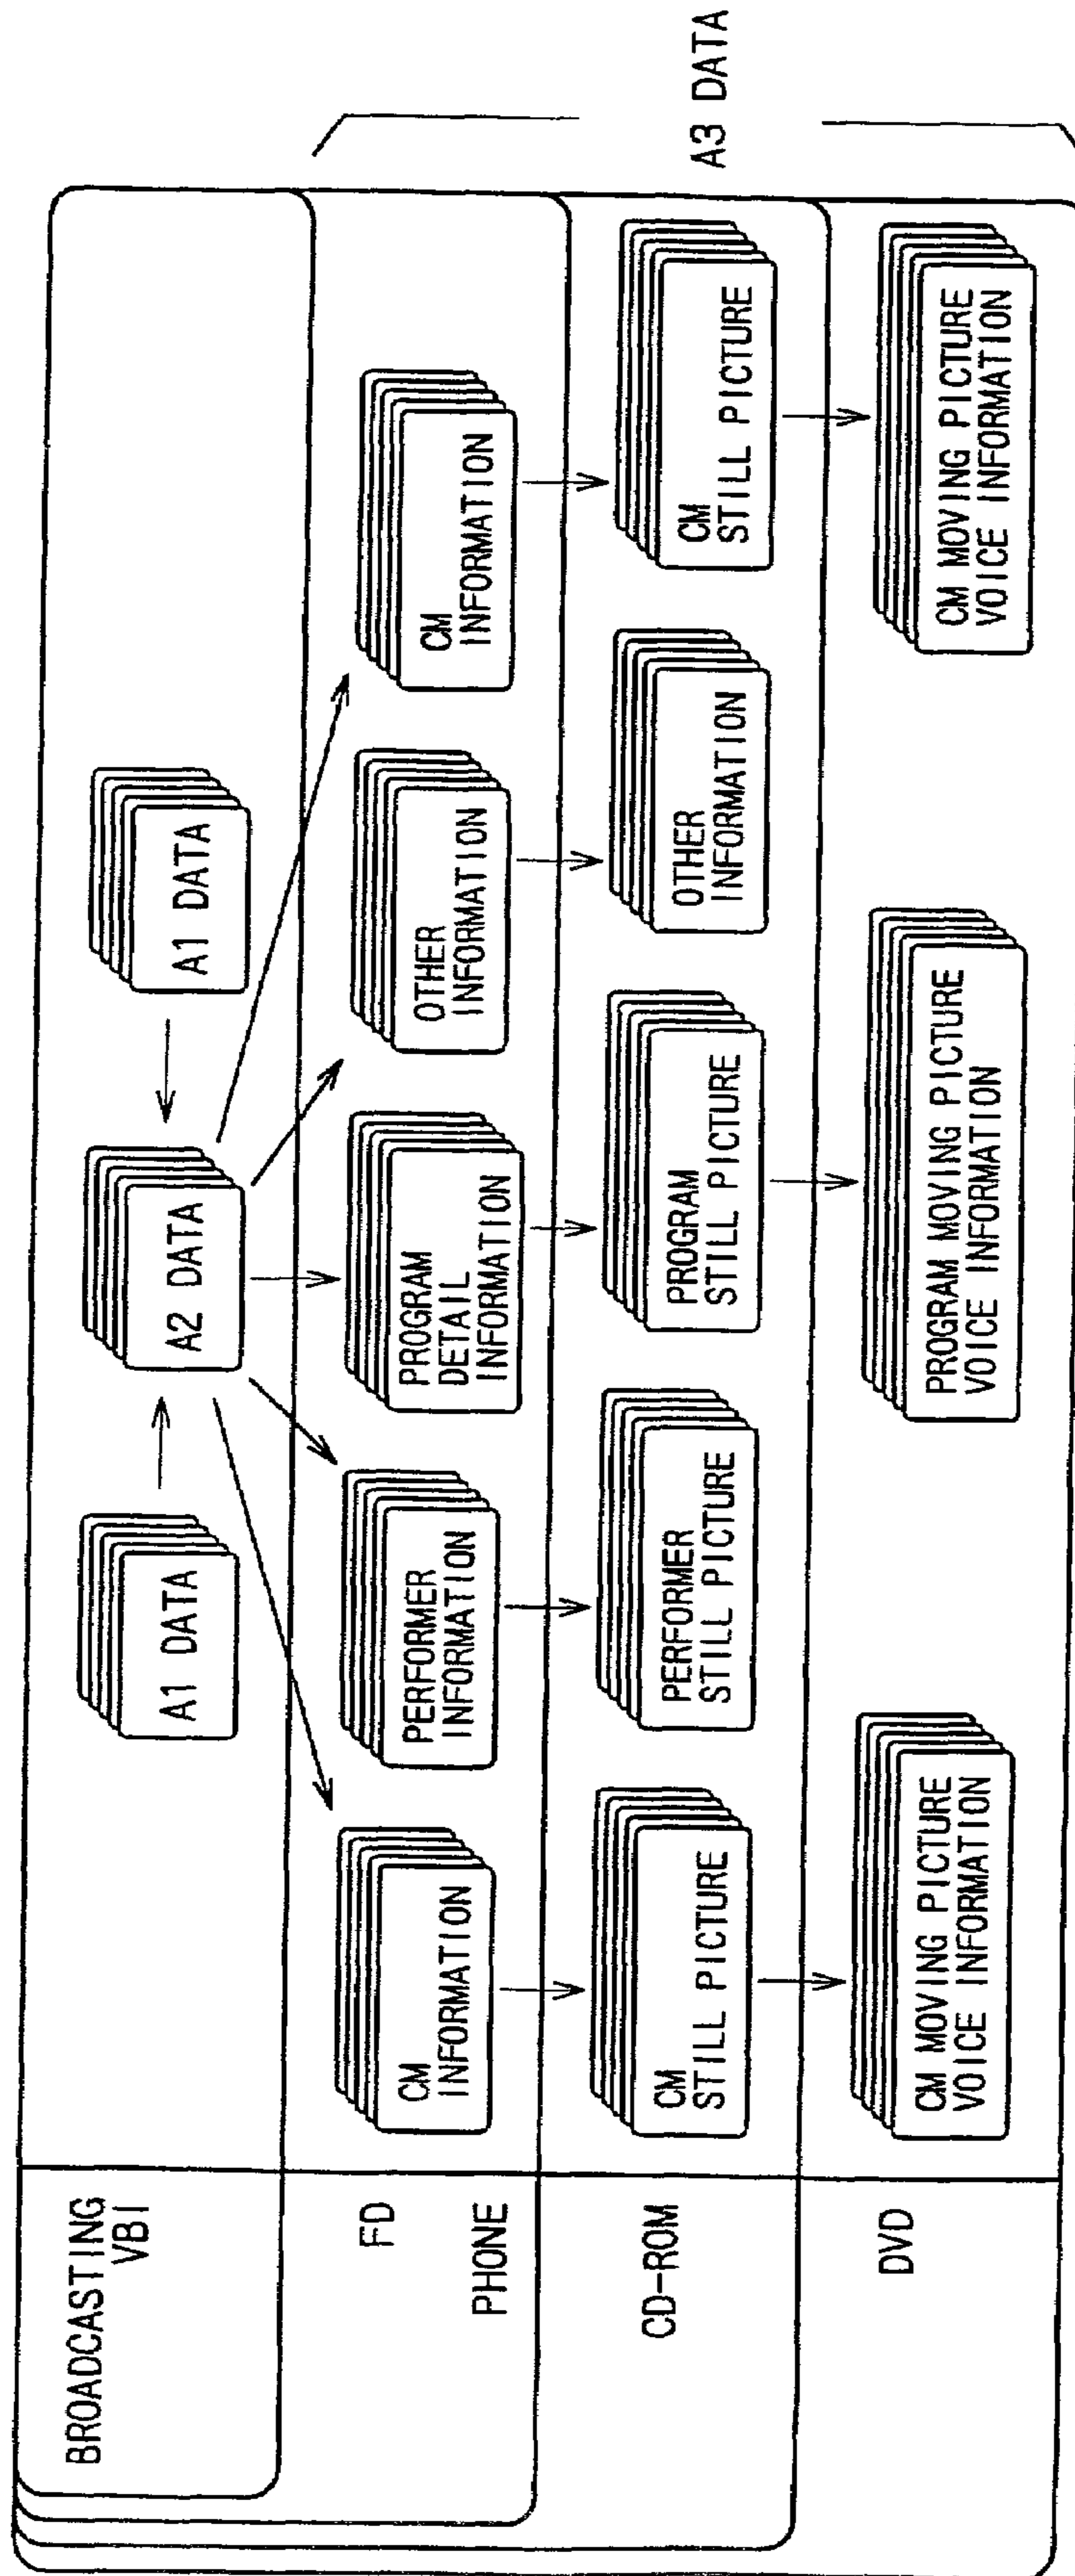 BROADCASTING
VBI
A1 DATA
A2 DATA
A1 DATA
FD
PHONE
CM
INFORMATION
PERFORMER
INFORMATION
PROGRAM
DETAIL
INFORMATION
OTHER
INFORMATION
CM
INFORMATION
CD-ROM
CM
STILL PICTURE
PERFORMER
STILL PICTURE
PROGRAM
STILL PICTURE
OTHER
INFORMATION
CM
STILL PICTURE
DVD
CM MOVING PICTURE
VOICE INFORMATION
PROGRAM MOVING PICTURE
VOICE INFORMATION
CM MOVING PICTURE
VOICE INFORMATION
A3 DATA